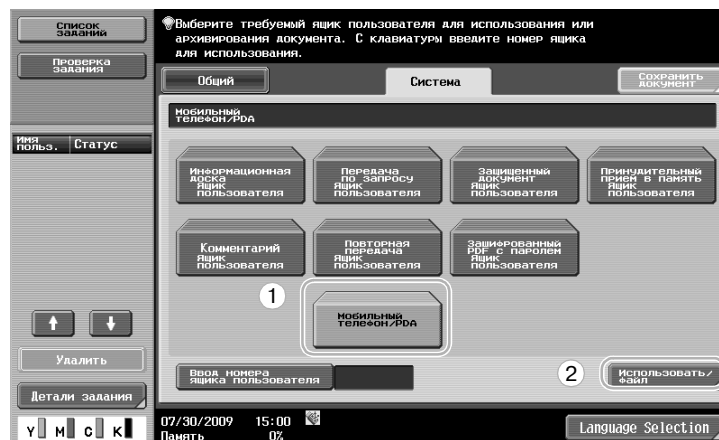 Список
заданий
Проверка
задания
Имя
польз.
Статус
Удалить
Детали задания
Y M C K
Выберите требуемый ящик пользователя для использования или
архивирования документа. С клавиатуры введите номер ящика
для использования.
Общий
Система
Сохранить
документ
Мобильный
телефон/PDA
Информационная
доска
Ящик
пользователя
Передача
по запросу
Ящик
пользователя
Защищенный
документ
Ящик
пользователя
Принудительный
прием в память
Ящик
пользователя
Комментарий
Ящик
пользователя
Повторная
передача
Ящик
пользователя
Зашифрованный
PDF с паролем
Ящик
пользователя
1
Мобильный
телефон/PDA
Ввод номера
ящика пользователя
2
Использовать/
файл
07/30/2009 15:00
Память 0%
Language Selection